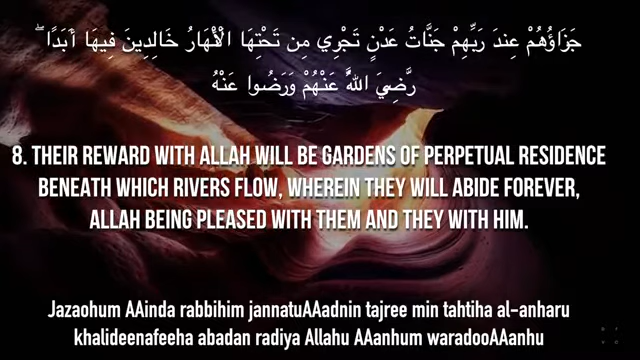 جَزَاؤُهُمْ عِندَ رَبِّهِمْ جَنَّاتُ عَدْنٍ تَجْرِي مِن تَحْتِهَا الْأَنْهَارُ خَالِدِينَ فِيهَا أَبَدًا ۖ
رَّضِيَ اللَّهُ عَنْهُمْ وَرَضُوا عَنْهُ
8. THEIR REWARD WITH ALLAH WILL BE GARDENS OF PERPETUAL RESIDENCE
BENEATH WHICH RIVERS FLOW, WHEREIN THEY WILL ABIDE FOREVER,
ALLAH BEING PLEASED WITH THEM AND THEY WITH HIM.
Jazaohum AAinda rabbihim jannatuAAadnin tajree min tahtiha al-anharu
khalideenafeeha abadan radiya Allahu AAanhum waradooAAanhu